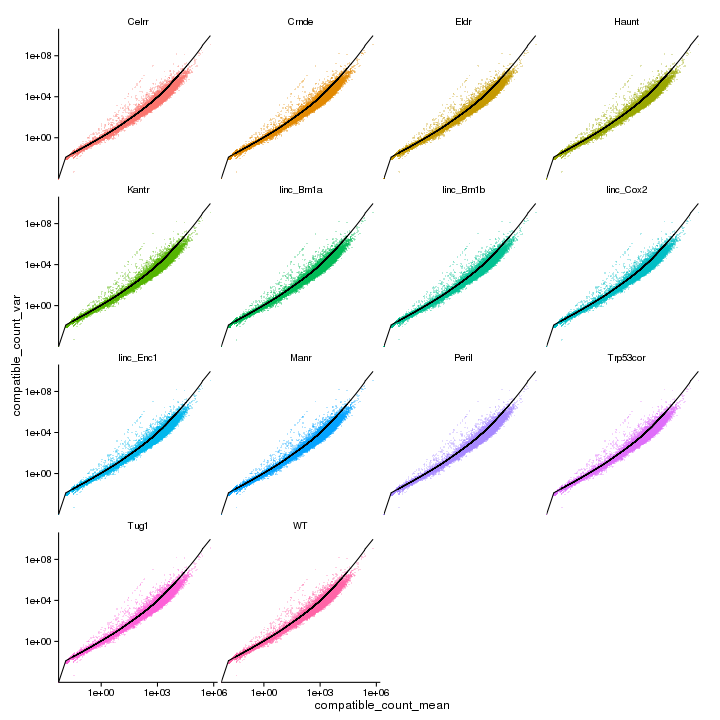 Celrr Crnde Eldr Haunt
1e+08
1e+04
1e+00
Kantr linc_Brn1a linc_Brn1b linc_Cox2
1e+08
1e+04
1e+00
linc_Enc1 Manr Peril Trp53cor
1e+08
1e+04
1e+00
Tug1 WT
1e+08
1e+04
1e+00
1e+00 1e+03 1e+06 1e+00 1e+03 1e+06
compatible_count_mean
compatible_count_var